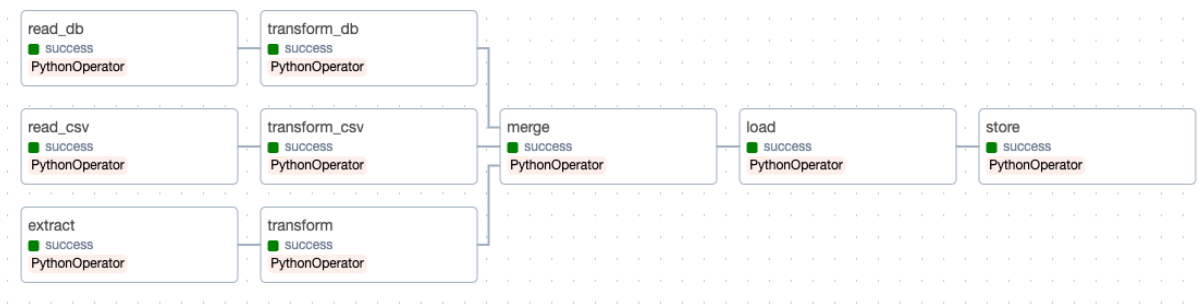 read_db
success
PythonOperator
transform_db
success
PythonOperator
read_csv
success
PythonOperator
transform_csv
success
PythonOperator
merge
success
PythonOperator
load
success
PythonOperator
store
success
PythonOperator
extract
success
PythonOperator
transform
success
PythonOperator